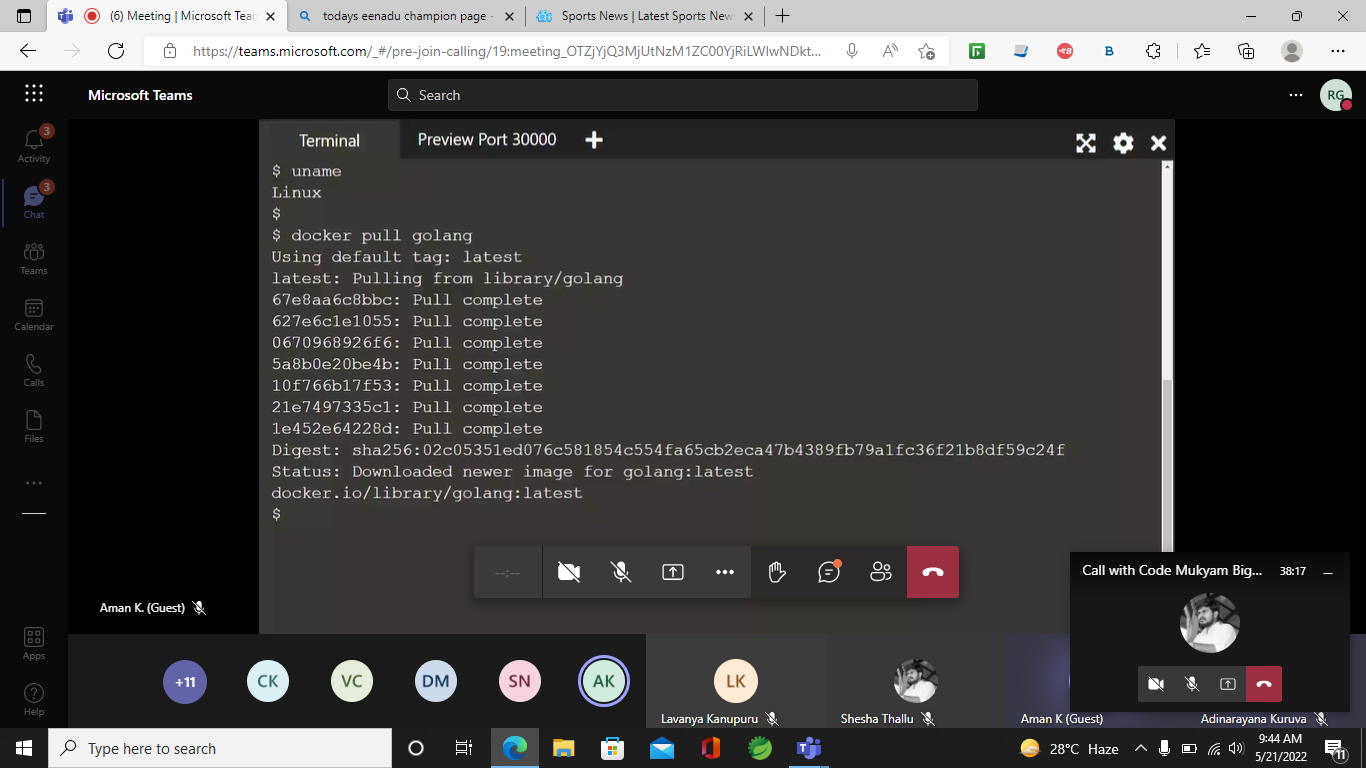 (6) Meeting | Microsoft Tea
todays eenadu champion page -
Sports News | Latest Sports New
https://teams.microsoft.com/_#/pre-join-calling/19:meeting_OTZjYjQ3MjUtNzM1ZC00YjRiLWIwNDkt...
Microsoft Teams
Search
RG
3
Activity
3
Chat
Teams
Calendar
Calls
Files
Apps
Help
Terminal
Preview Port 30000
$ uname
Linux
$
$ docker pull golang
Using default tag: latest
latest: Pulling from library/golang
67e8aa6c8bbc: Pull complete
627e6c1e1055: Pull complete
0670968926f6: Pull complete
5a8b0e20be4b: Pull complete
10f766b17f53: Pull complete
21e7497335c1: Pull complete
1e452e64228d: Pull complete
Digest: sha256:02c05351ed076c581854c554fa65cb2eca47b4389fb79a1fc36f21b8df59c24f
Status: Downloaded newer image for golang:latest
docker.io/library/golang:latest
$
--:--
Call with Code Mukyam Big... 38:17
Aman K. (Guest)
+11
CK
VC
DM
SN
AK
LK
Lavanya Kanupuru
Shesha Thallu
Aman K (Guest)
Adinarayana Kuruva
Type here to search
28°C Haze
9:44 AM
5/21/2022
11